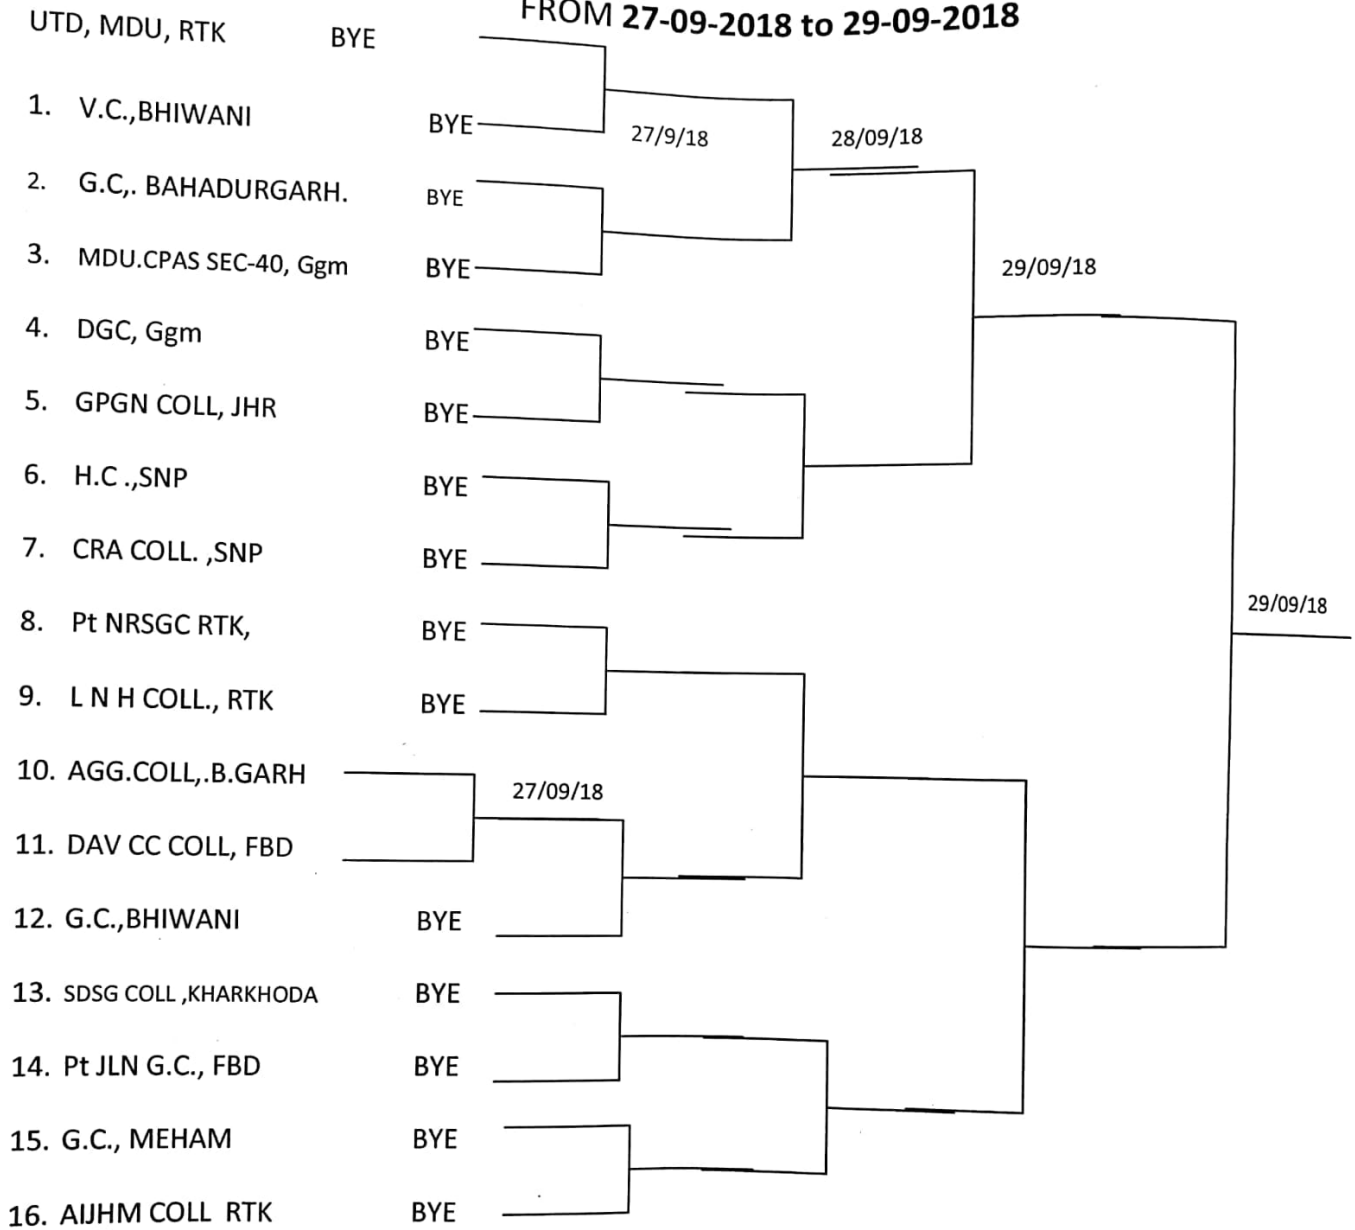 FROM 27-09-2018 to 29-09-2018
UTD, MDU, RTK BYE
1. V.C.,BHIWANI BYE
27/9/18
28/09/18
2. G.C,. BAHADURGARH. BYE
3. MDU.CPAS SEC-40, Ggm BYE
29/09/18
4. DGC, Ggm BYE
5. GPGN COLL, JHR BYE
6. H.C .,SNP BYE
7. CRA COLL. ,SNP BYE
29/09/18
8. Pt NRSGC RTK, BYE
9. L N H COLL., RTK BYE
10. AGG.COLL,.B.GARH
27/09/18
11. DAV CC COLL, FBD
12. G.C.,BHIWANI BYE
13. SDSG COLL ,KHARKHODA BYE
14. Pt JLN G.C., FBD BYE
15. G.C., MEHAM BYE
16. AIJHM COLL RTK BYE